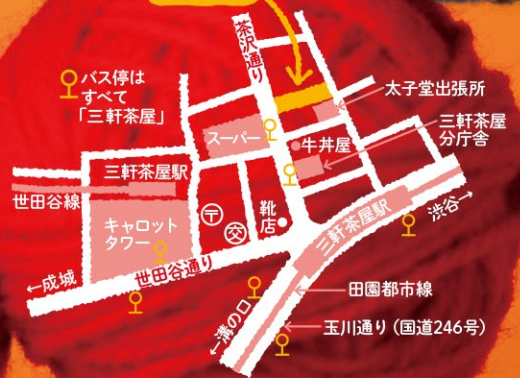 茶沢通り
バス停は
すべて
「三軒茶屋」
太子堂出張所
スーパー
牛丼屋
三軒茶屋
分庁舎
三軒茶屋駅
世田谷線
キャロット
タワー
〒
交
靴店
三軒茶屋駅
渋谷→
世田谷通り
←成城
田園都市線
←溝の口
玉川通り（国道246号）